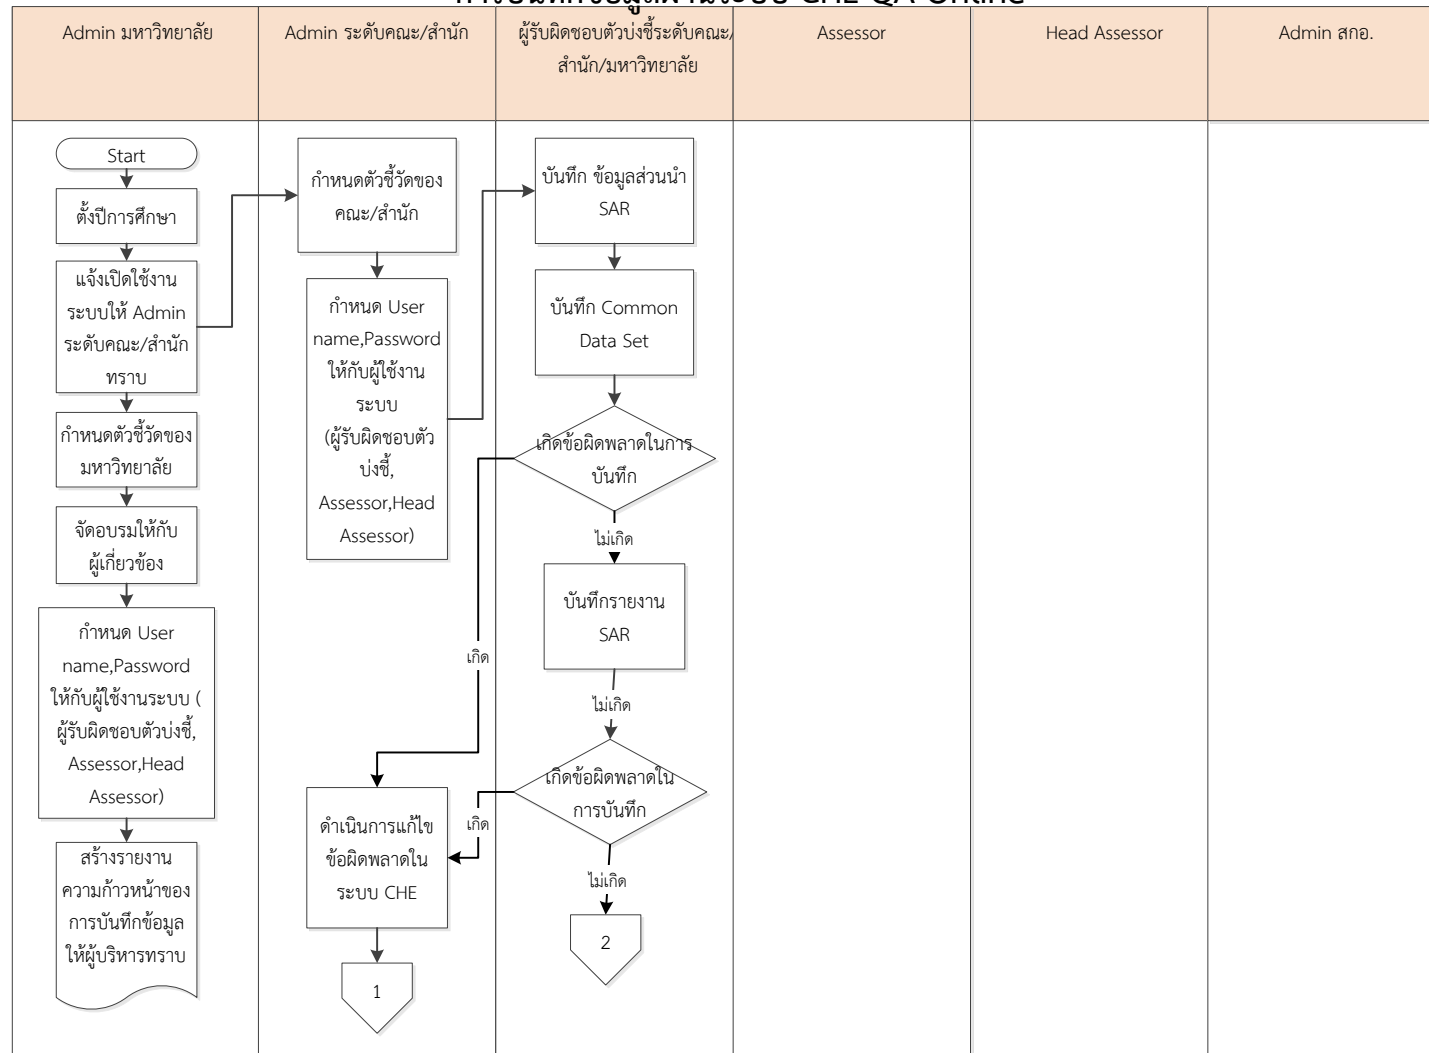 การบันทึกข้อมูลผ่านระบบ CHE QA Online
Admin มหาวิทยาลัย
Admin ระดับคณะ/สำนัก
ผู้รับผิดชอบตัวบ่งชี้ระดับคณะ/
สำนัก/มหาวิทยาลัย
Assessor
Head Assessor
Admin สกอ.
Start
ตั้งปีการศึกษา
แจ้งเปิดใช้งาน
ระบบให้ Admin
ระดับคณะ/สำนัก
ทราบ
กำหนดตัวชี้วัดของ
มหาวิทยาลัย
จัดอบรมให้กับ
ผู้เกี่ยวข้อง
กำหนด User
name,Password
ให้กับผู้ใช้งานระบบ (
ผู้รับผิดชอบตัวบ่งชี้,
Assessor,Head
Assessor)
สร้างรายงาน
ความก้าวหน้าของ
การบันทึกข้อมูล
ให้ผู้บริหารทราบ
กำหนดตัวชี้วัดของ
คณะ/สำนัก
กำหนด User
name,Password
ให้กับผู้ใช้งาน
ระบบ
(ผู้รับผิดชอบตัว
บ่งชี้,
Assessor,Head
Assessor)
เกิด
เกิด
ดำเนินการแก้ไข
ข้อผิดพลาดใน
ระบบ CHE
1
บันทึก ข้อมูลส่วนนำ
SAR
บันทึก Common
Data Set
เกิดข้อผิดพลาดในการ
บันทึก
ไม่เกิด
บันทึกรายงาน
SAR
ไม่เกิด
เกิดข้อผิดพลาดใน
การบันทึก
ไม่เกิด
2